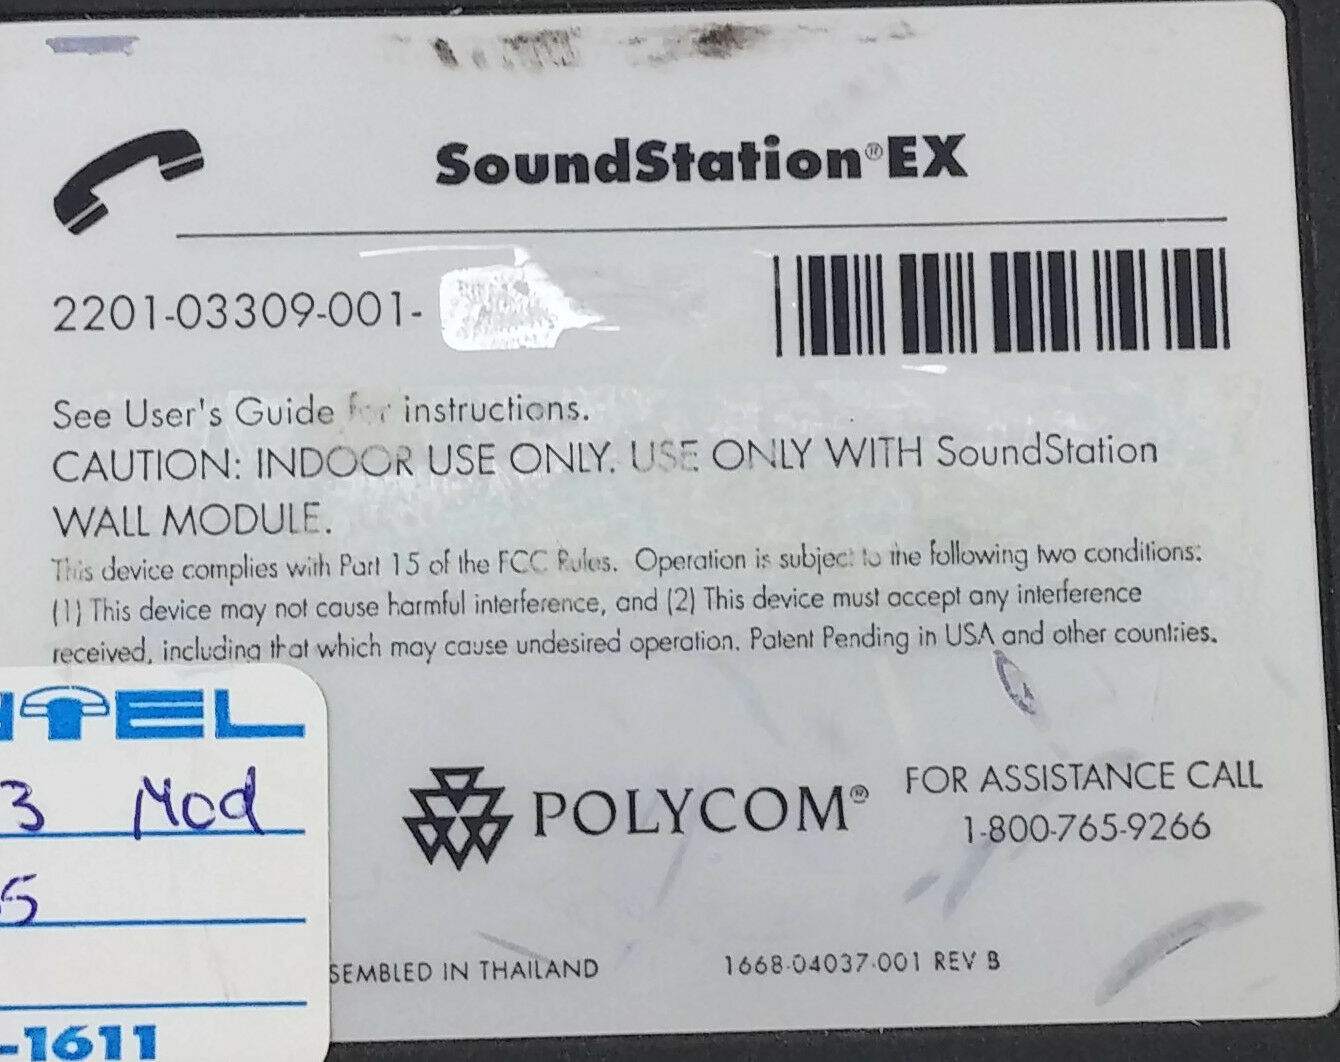 SoundStation®EX
2201-03309-001-
See User's Guide for instructions.
CAUTION: INDOOR USE ONLY. USE ONLY WITH SoundStation
WALL MODULE.
This device complies with Part 15 of the FCC Rules. Operation is subject to the following two conditions:
(1) This device may not cause harmful interference, and (2) This device must accept any interference
received, including that which may cause undesired operation. Patent Pending in USA and other countries.
TEL
3 Mod
5
-1611
POLYCOM®
FOR ASSISTANCE CALL
1-800-765-9266
SEMBLED IN THAILAND
1668-04037-001 REV B